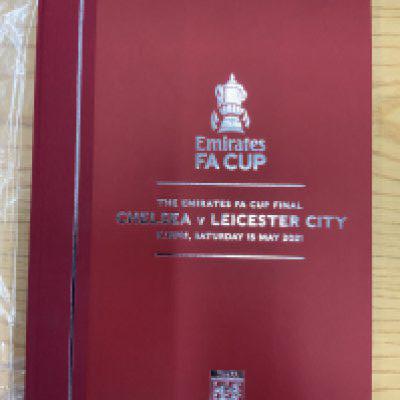 Emirates
FA CUP
THE EMIRATES FA CUP FINAL
CHELSEA v LEICESTER CITY
SATURDAY 15 MAY 2021